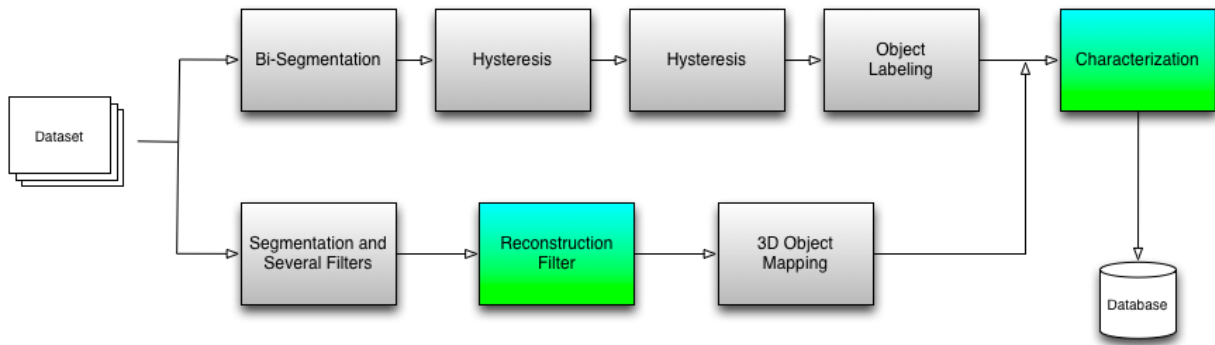 Dataset
Bi-Segmentation
Hysteresis
Hysteresis
Object
Labeling
Characterization
Segmentation and
Several Filters
Reconstruction
Filter
3D Object
Mapping
Database